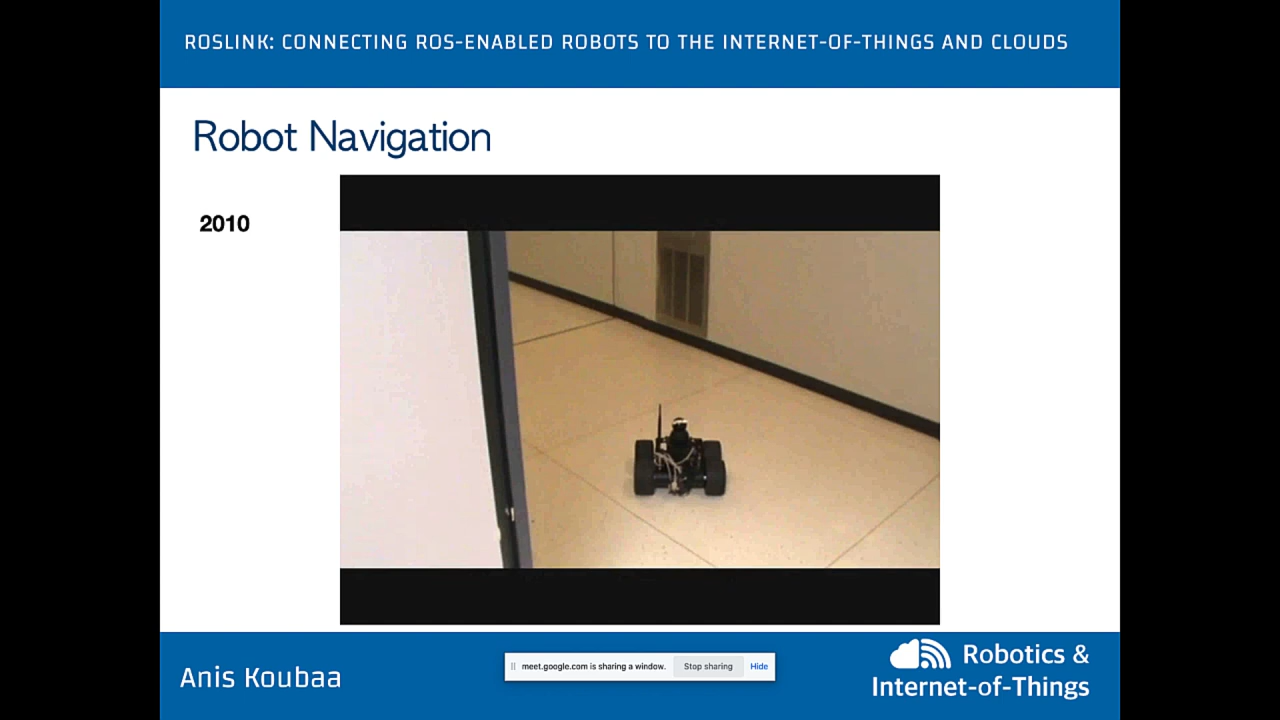 ROSLINK: CONNECTING ROS-ENABLED ROBOTS TO THE INTERNET-OF-THINGS AND CLOUDS
Robot Navigation
2010
Anis Koubaa
meet.google.com is sharing a window.
Stop sharing
Hide
Robotics &
Internet-of-Things